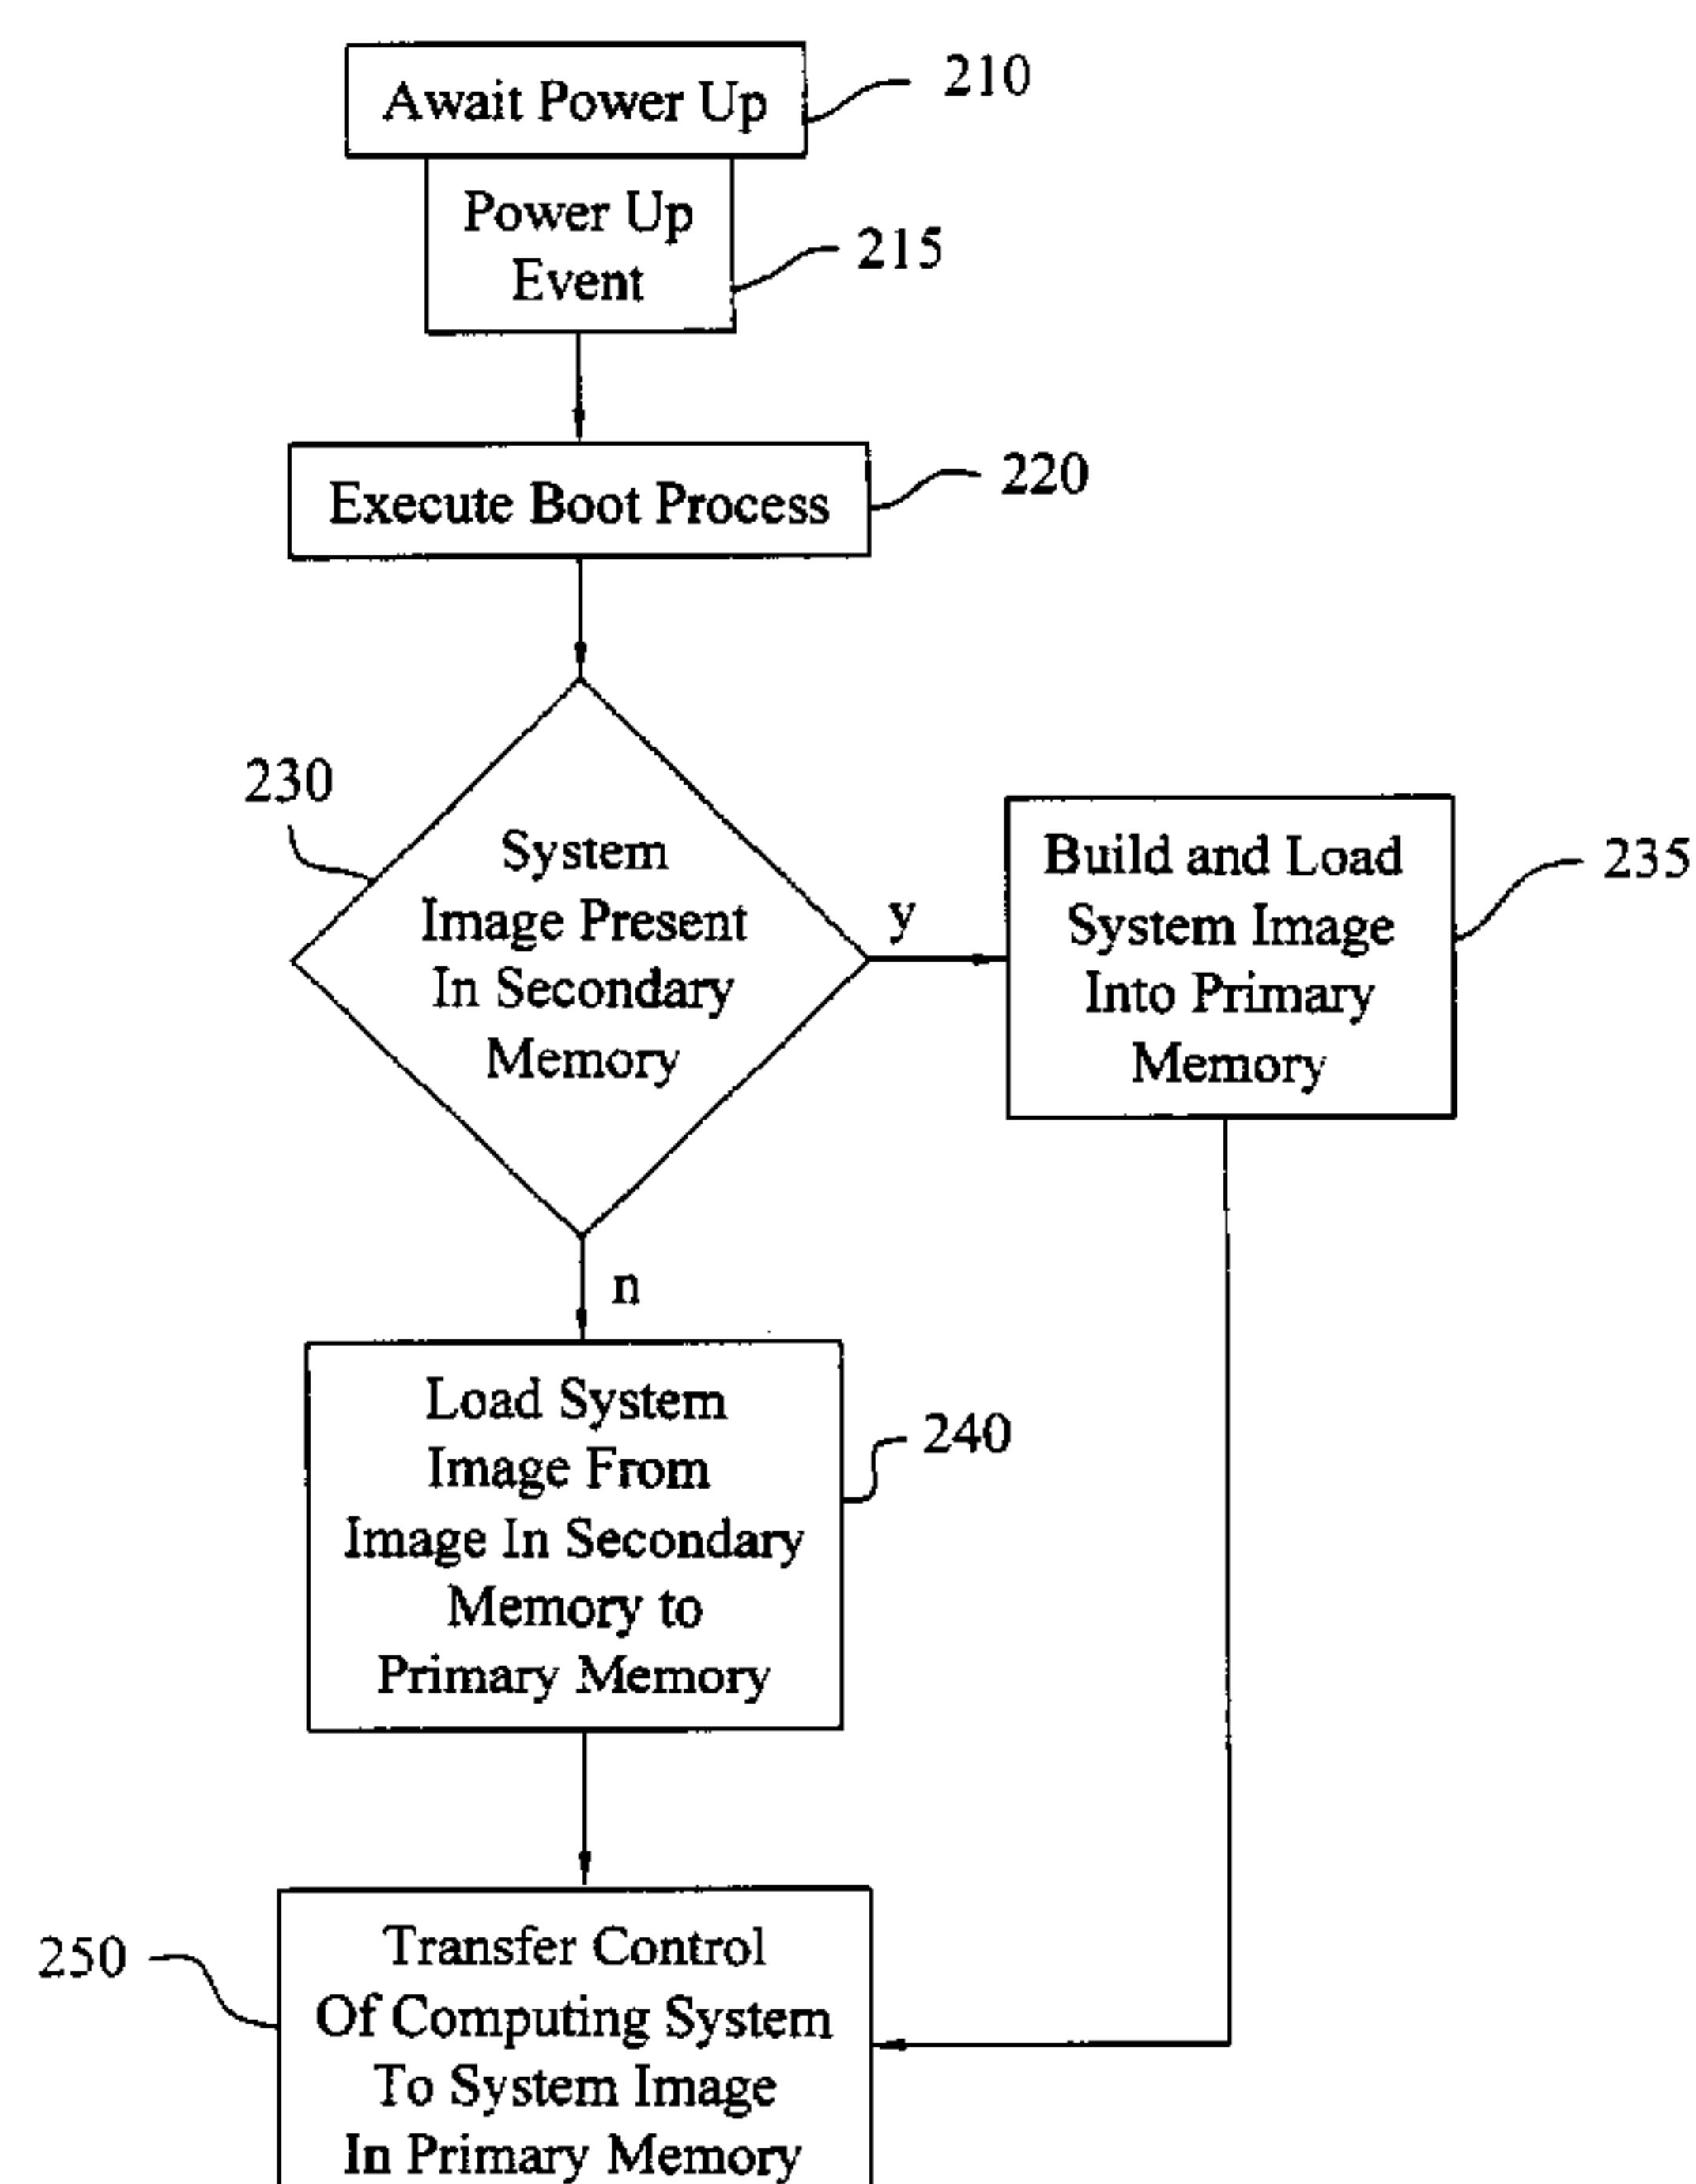 Await Power Up
210
Power Up
Event
215
Execute Boot Process
220
230
System
Image Present
In Secondary
Memory
y
Build and Load
System Image
Into Primary
Memory
235
n
Load System
Image From
Image In Secondary
Memory to
Primary Memory
240
250
Transfer Control
Of Computing System
To System Image
In Primary Memory